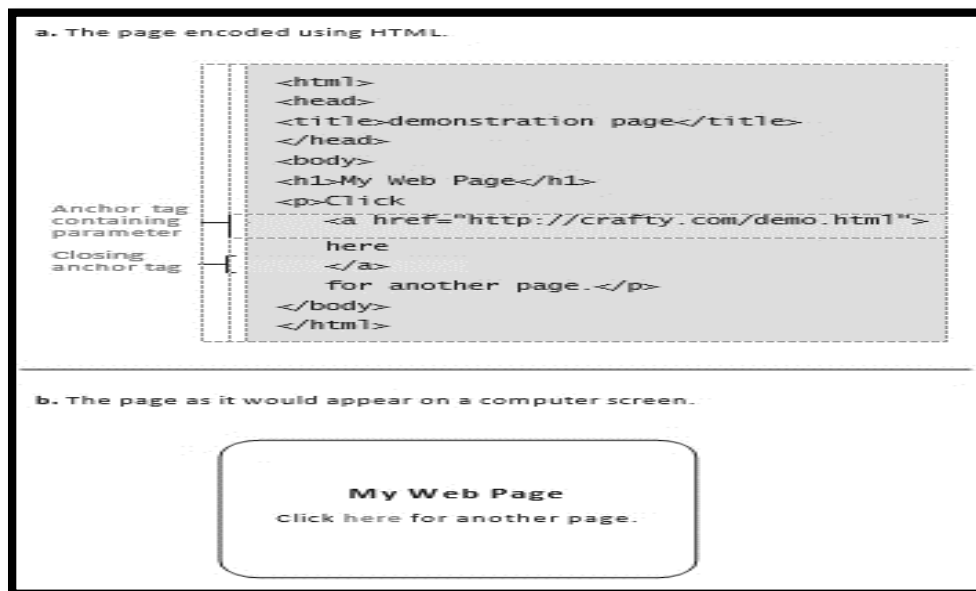 a. The page encoded using HTML.
<html>
<head>
<title>demonstration page</title>
</head>
<body>
<h1>My Web Page</h1>
<p>Click
<a href="http://crafty.com/demo.html">
here
</a>
for another page.</p>
</body>
</html>
Anchor tag
containing
parameter
Closing
anchor tag
b. The page as it would appear on a computer screen.
My Web Page
Click here for another page.